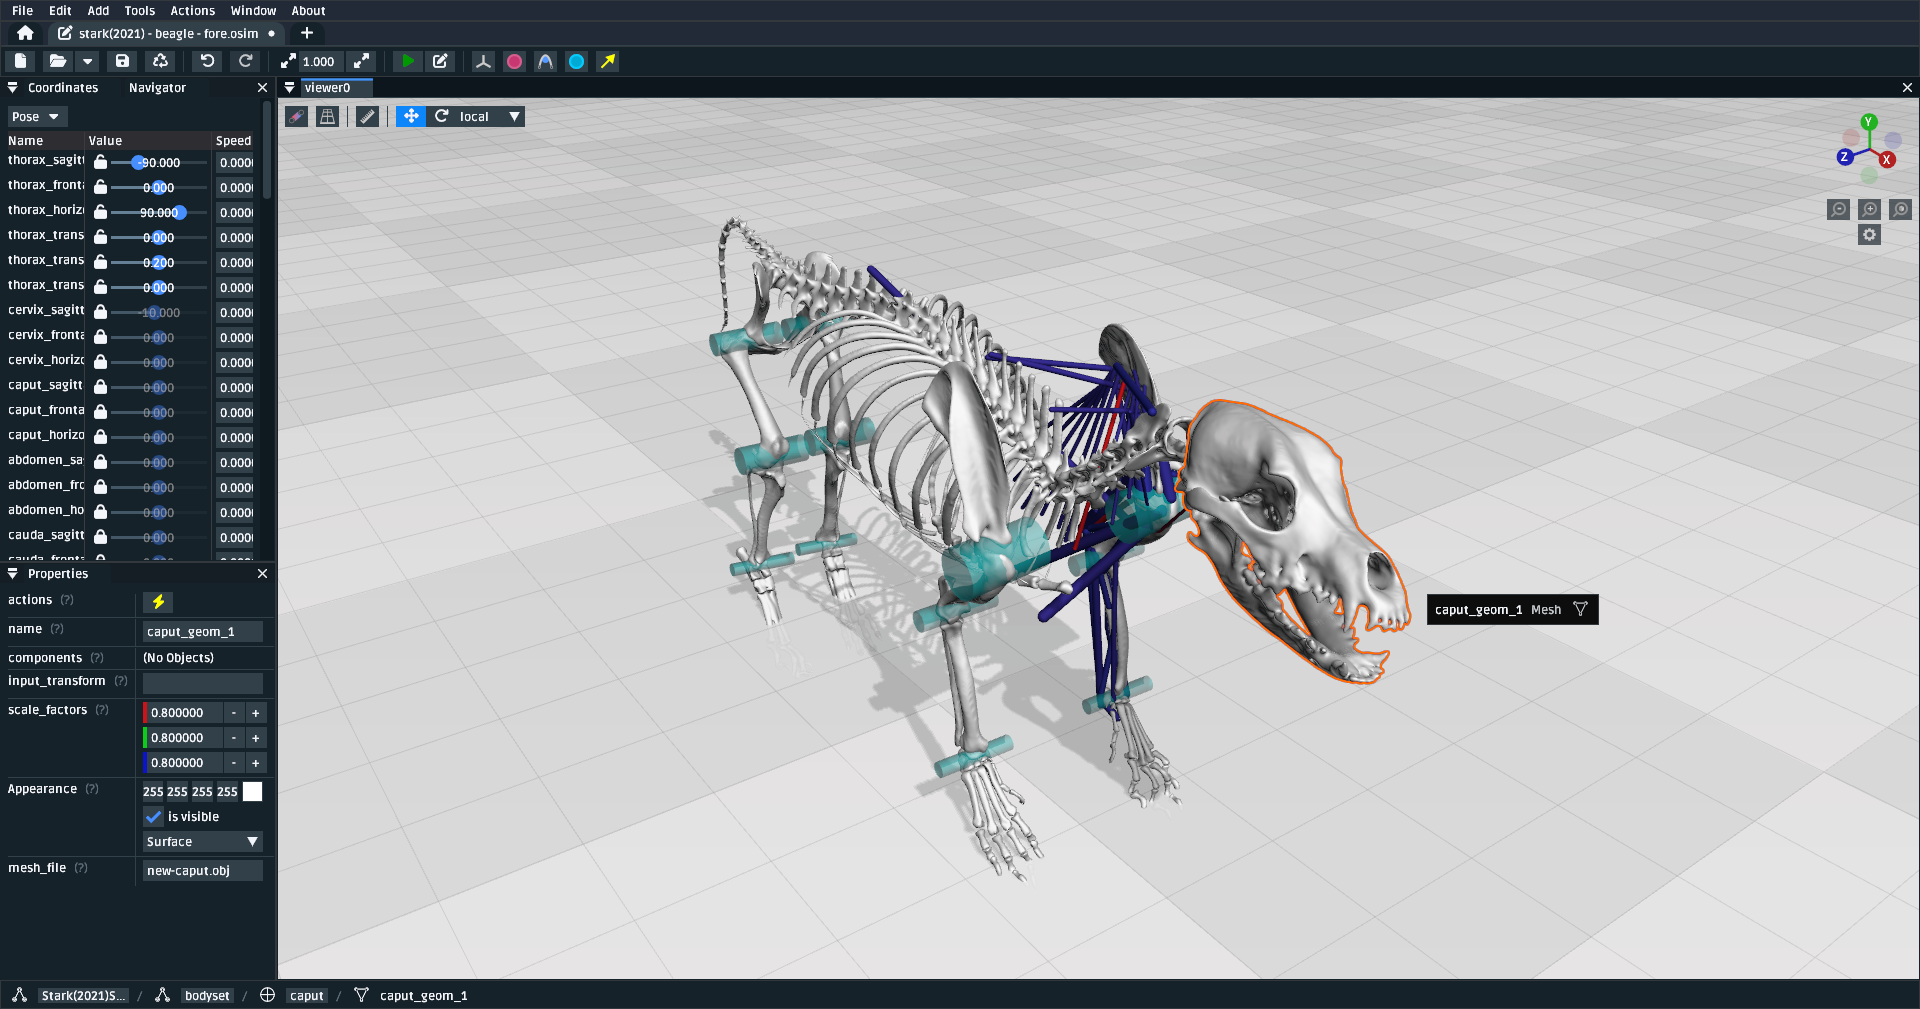 File Edit Add Tools Actions Window About
stark(2021) - beagle - fore.osim
1.000
Coordinates Navigator
viewer0
Pose
local
Name Value Speed
thorax_sagitt -90.000 0.000
thorax_fronta 0.000 0.000
thorax_horizo 90.000 0.000
thorax_trans 0.000 0.000
thorax_trans 0.200 0.000
thorax_trans 0.000 0.000
cervix_sagitt -10.000 0.000
cervix_fronta 0.000 0.000
cervix_horizo 0.000 0.000
caput_sagitt 0.000 0.000
caput_fronta 0.000 0.000
caput_horizo 0.000 0.000
abdomen_sa 0.000 0.000
abdomen_fro 0.000 0.000
abdomen_ho 0.000 0.000
cauda_sagitt 0.000 0.000
cauda_fronta
Y
Z
X
Properties
actions (?)
name (?) caput_geom_1
components (?) (No Objects)
input_transform (?)
scale_factors (?) 0.800000 - +
0.800000 - +
0.800000 - +
Appearance (?) 255 255 255 255
is visible
Surface
mesh_file (?) new-caput.obj
caput_geom_1 Mesh
Stark(2021)S... / bodyset / caput / caput_geom_1